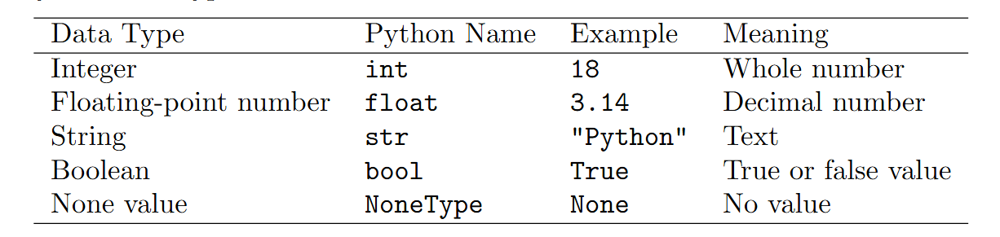 Data Type Python Name Example Meaning
Integer int 18 Whole number
Floating-point number float 3.14 Decimal number
String str "Python" Text
Boolean bool True True or false value
None value NoneType None No value